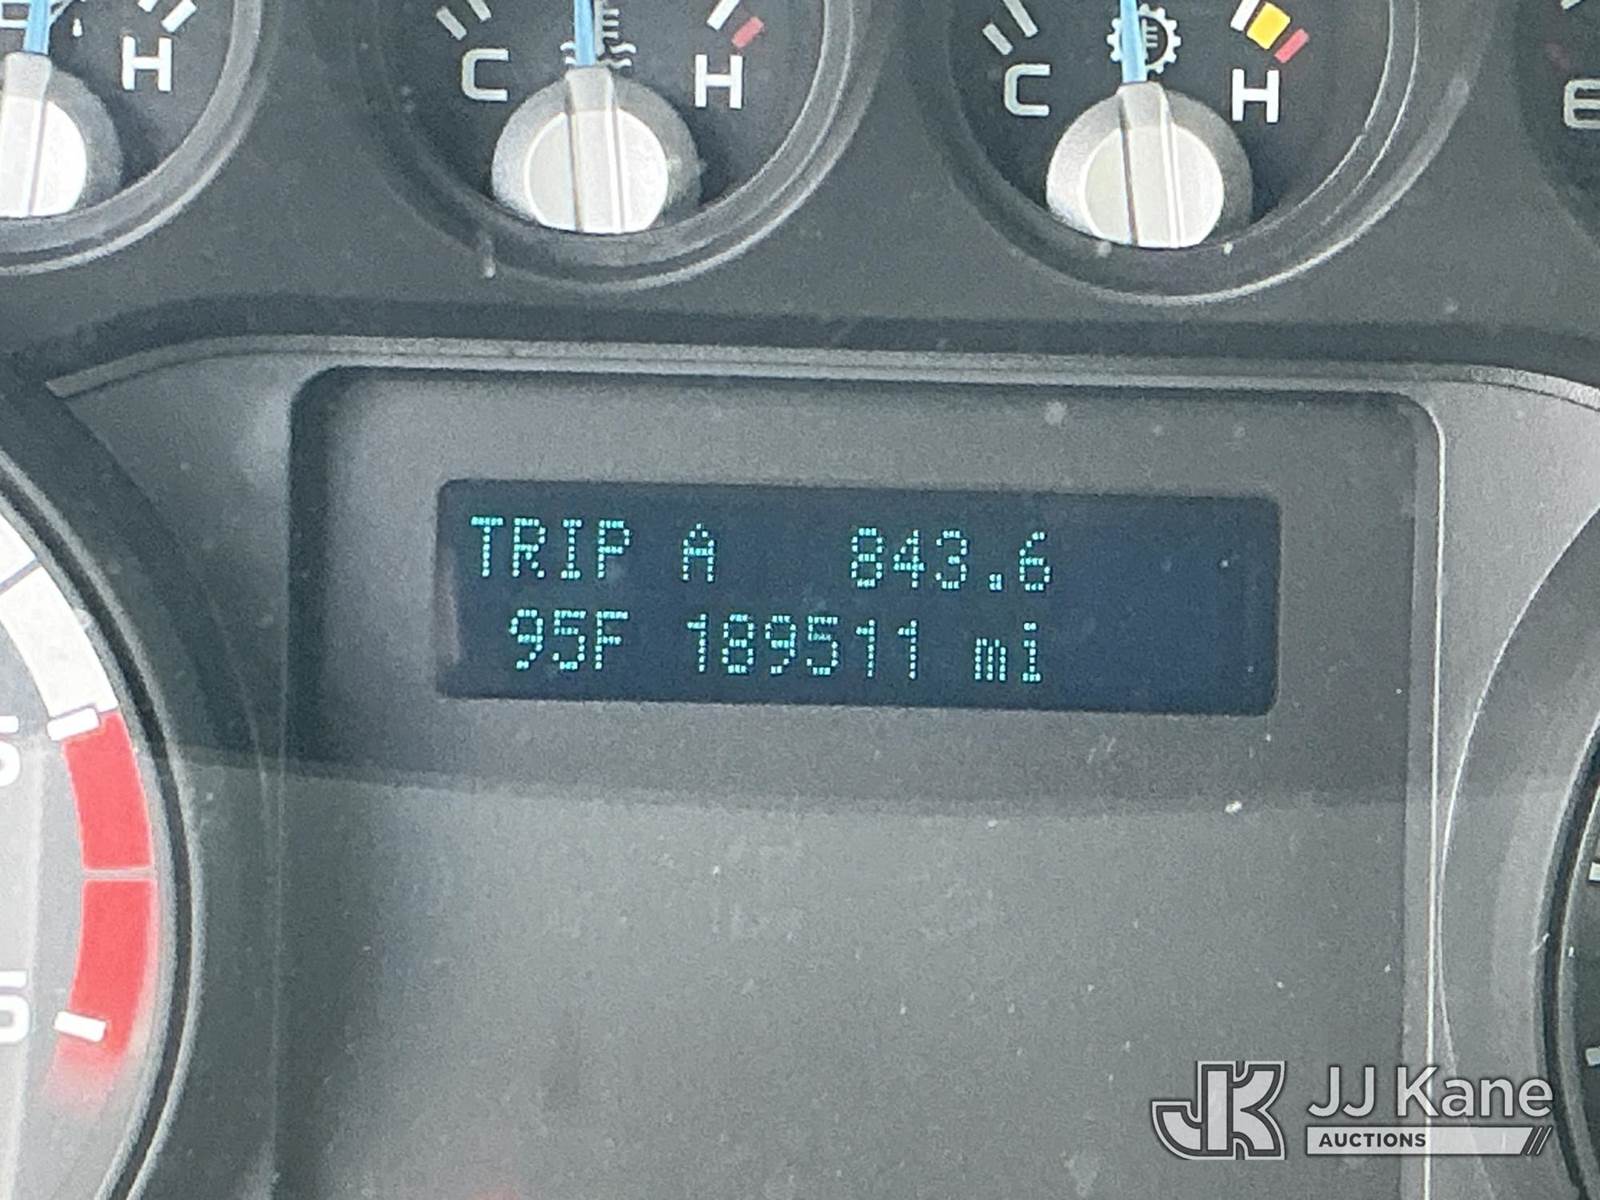 H
C
H
C
H
TRIP A 843.6
95F 189511 mi
JJ Kane
AUCTIONS